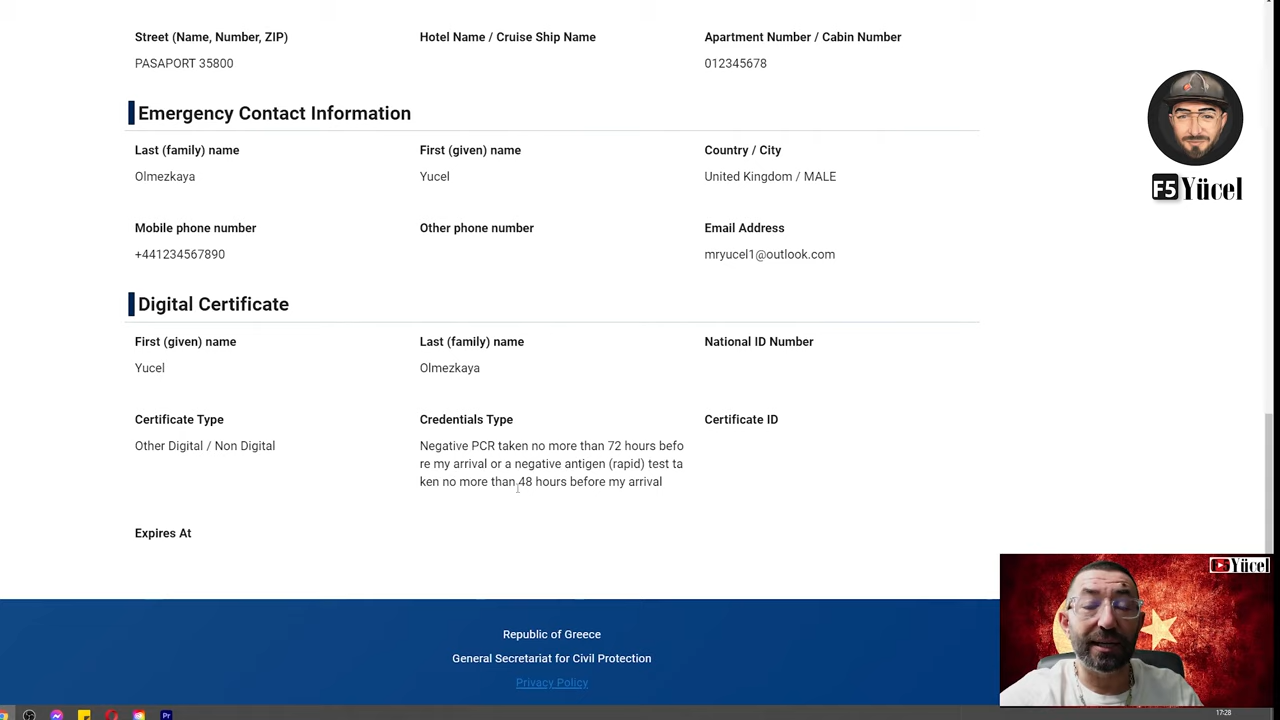 Street (Name, Number, ZIP)
Hotel Name / Cruise Ship Name
Apartment Number / Cabin Number
PASAPORT 35800
012345678
Emergency Contact Information
Last (family) name
First (given) name
Country / City
Olmezkaya
Yucel
United Kingdom / MALE
F5 Yücel
Mobile phone number
Other phone number
Email Address
+441234567890
mryucel1@outlook.com
Digital Certificate
First (given) name
Last (family) name
National ID Number
Yucel
Olmezkaya
Certificate Type
Credentials Type
Certificate ID
Other Digital / Non Digital
Negative PCR taken no more than 72 hours befo
re my arrival or a negative antigen (rapid) test ta
ken no more than 48 hours before my arrival
Expires At
Yücel
Republic of Greece
General Secretariat for Civil Protection
Privacy Policy
Pr
17:28